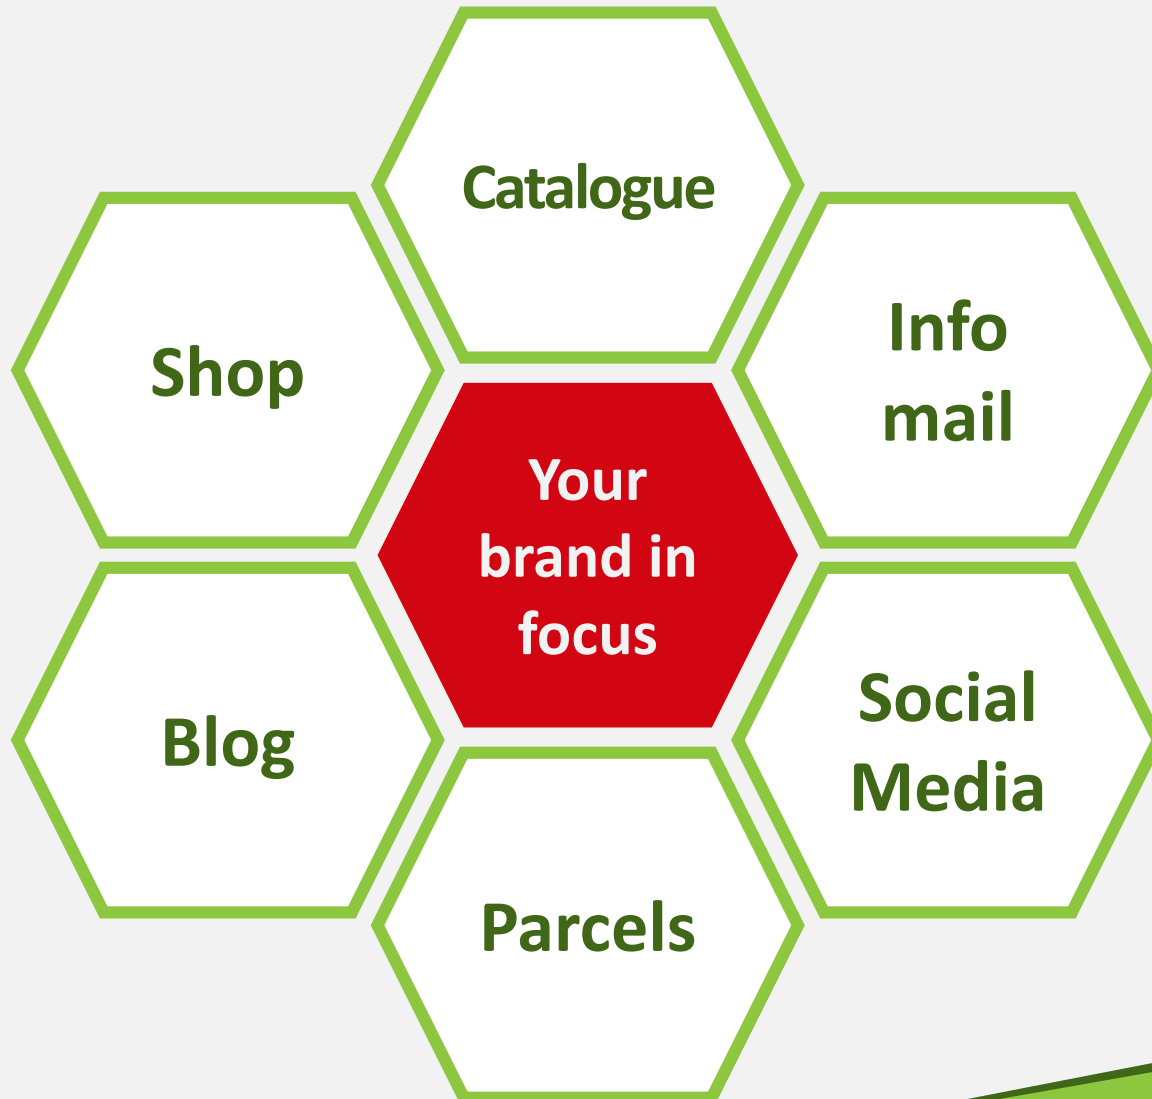 Catalogue
Shop
Info
mail
Your
brand in
focus
Blog
Social
Media
Parcels